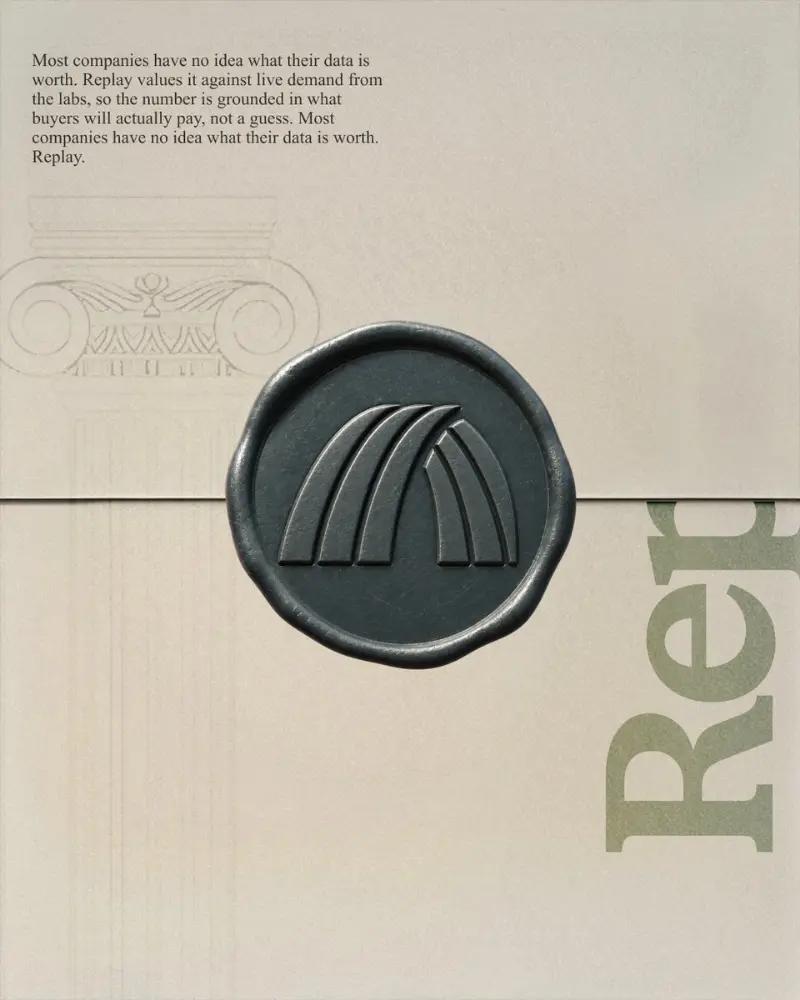 Most companies have no idea what their data is
worth. Replay values it against live demand from
the labs, so the number is grounded in what
buyers will actually pay, not a guess. Most
companies have no idea what their data is worth.
Replay.
Rep